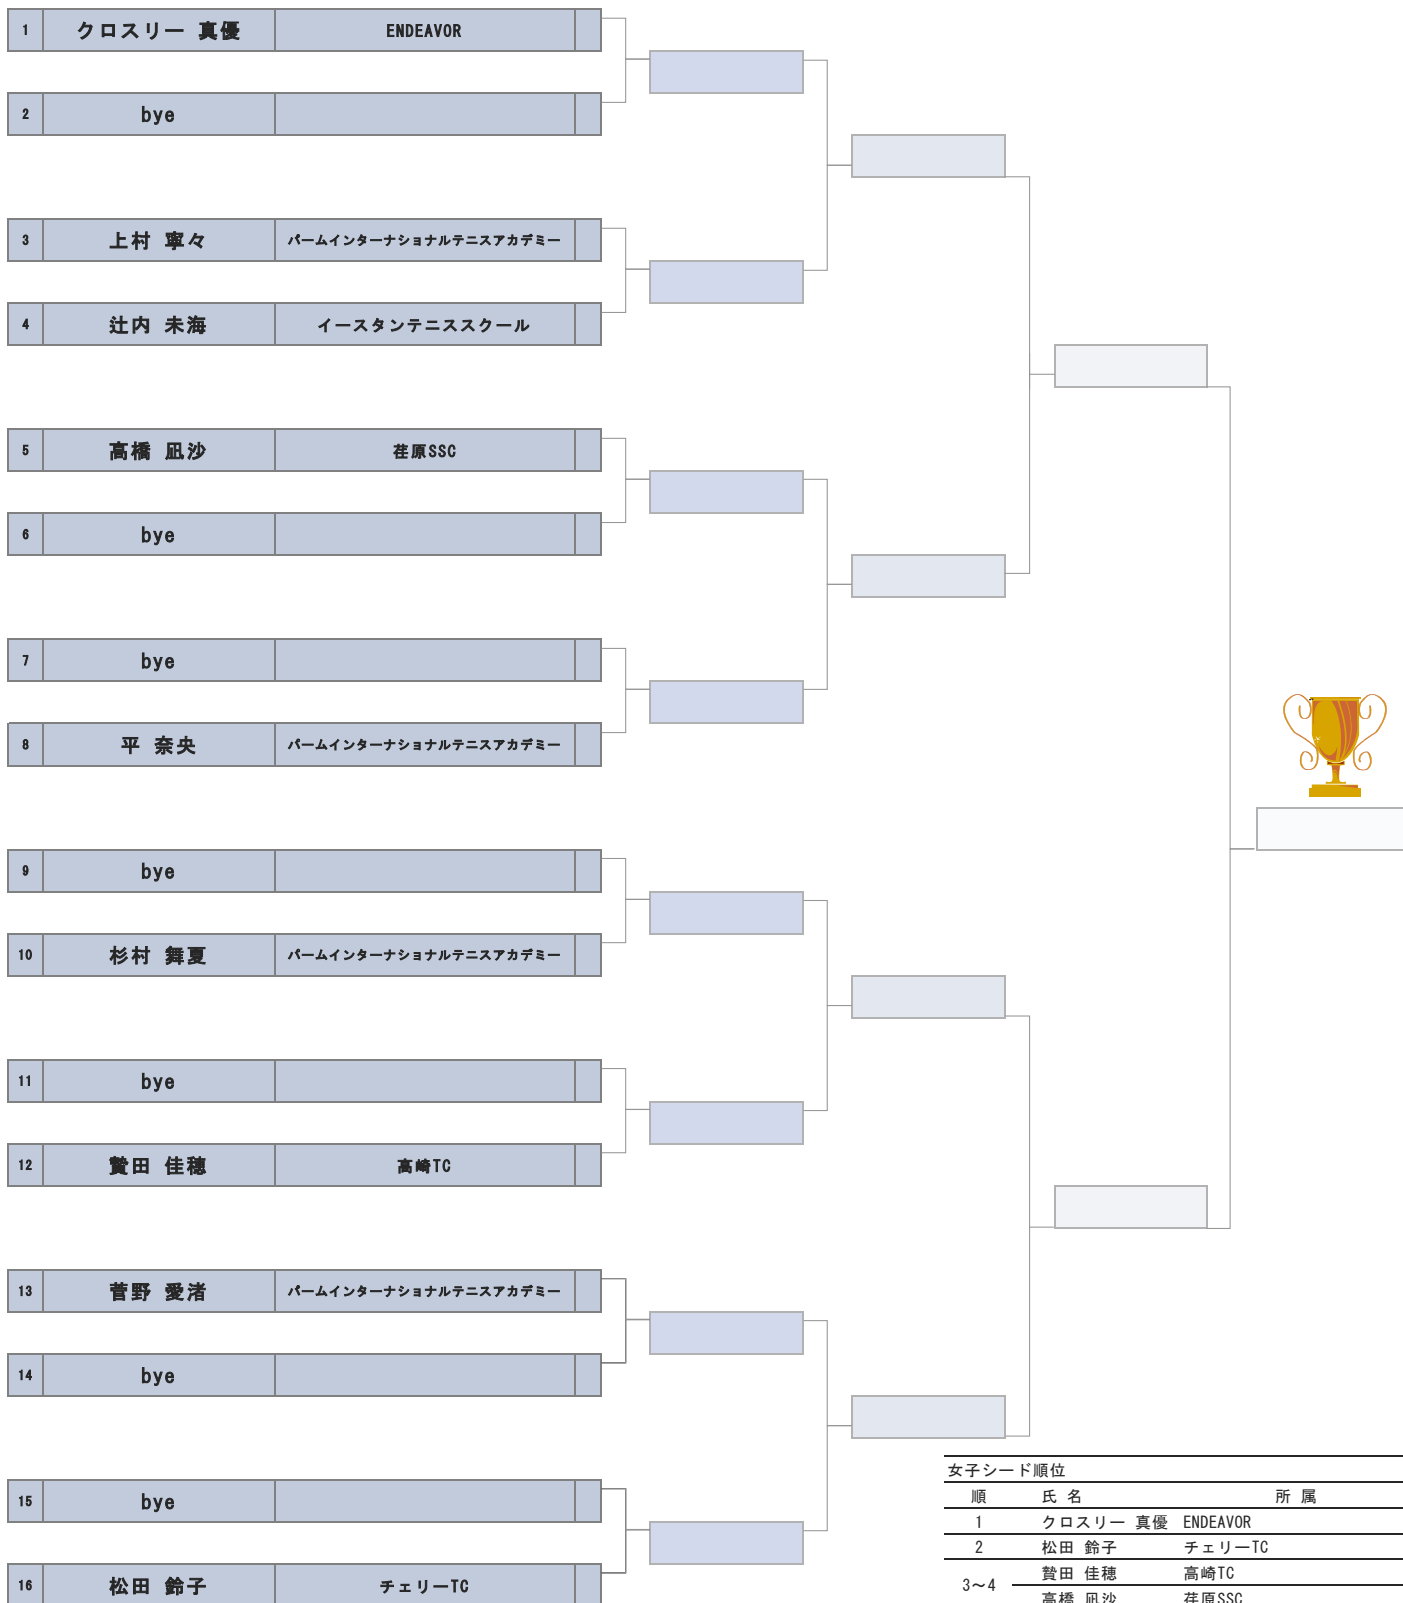 1 クロスリー 真優 ENDEAVOR
2 bye
3 上村 寧々 パームインターナショナルテニスアカデミー
4 辻内 未海 イースタンテニススクール
5 高橋 凪沙 荏原SSC
6 bye
7 bye
8 平 奈央 パームインターナショナルテニスアカデミー
9 bye
10 杉村 舞夏 パームインターナショナルテニスアカデミー
11 bye
12 贄田 佳穂 高崎TC
13 菅野 愛渚 パームインターナショナルテニスアカデミー
14 bye
15 bye
16 松田 鈴子 チェリーTC
女子シード順位
順 氏 名 所 属
1 クロスリー 真優 ENDEAVOR
2 松田 鈴子 チェリーTC
3～4 贄田 佳穂 高崎TC
高橋 凪沙 荏原SSC